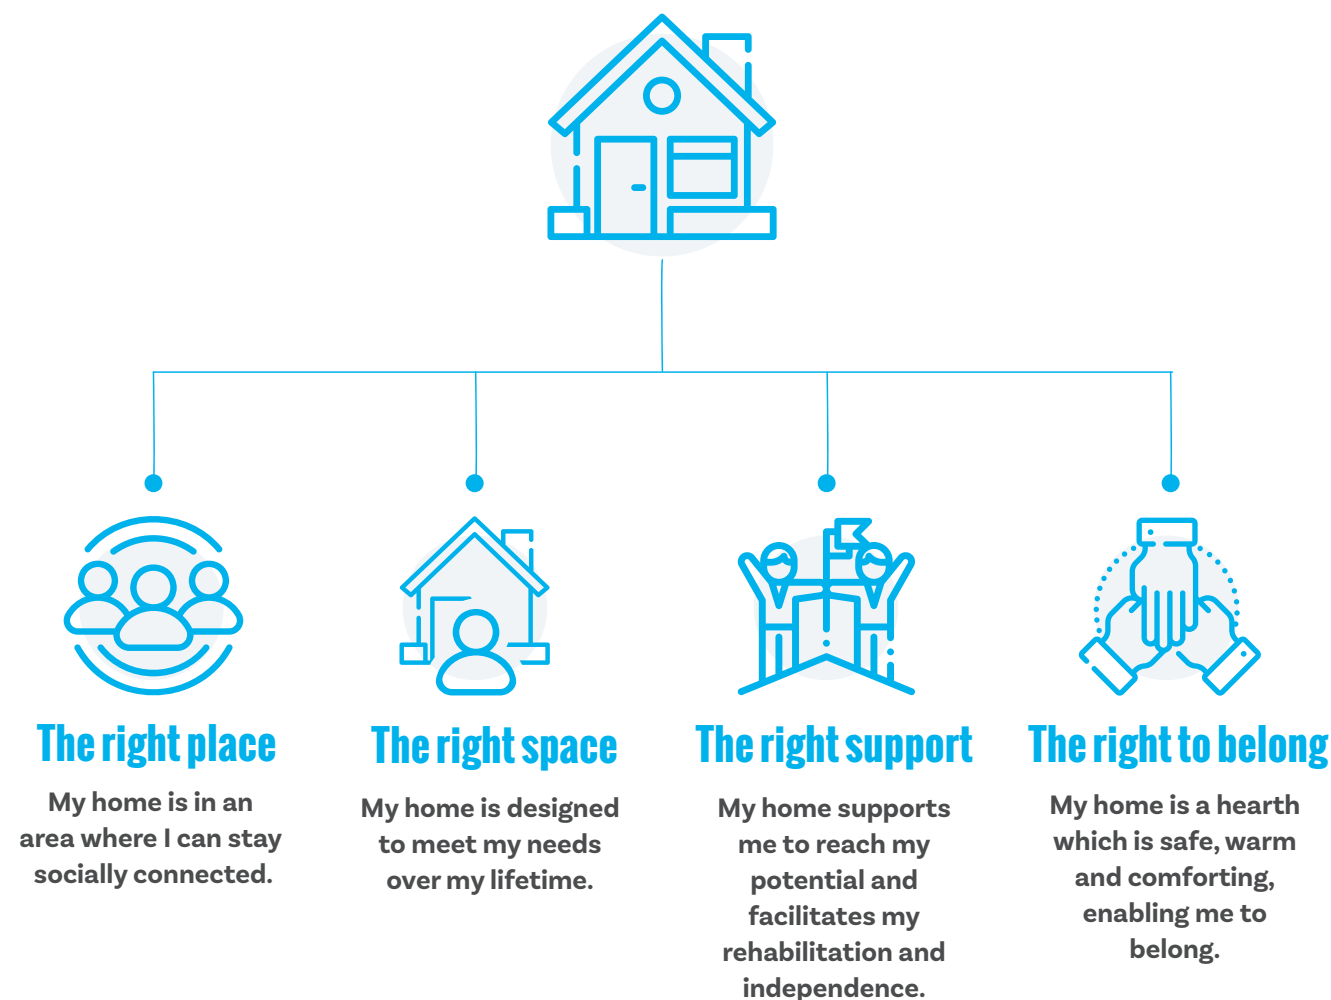 The right place
My home is in an
area where I can stay
socially connected.
The right space
My home is designed
to meet my needs
over my lifetime.
The right support
My home supports
me to reach my
potential and
facilitates my
rehabilitation and
independence.
The right to belong
My home is a hearth
which is safe, warm
and comforting,
enabling me to
belong.